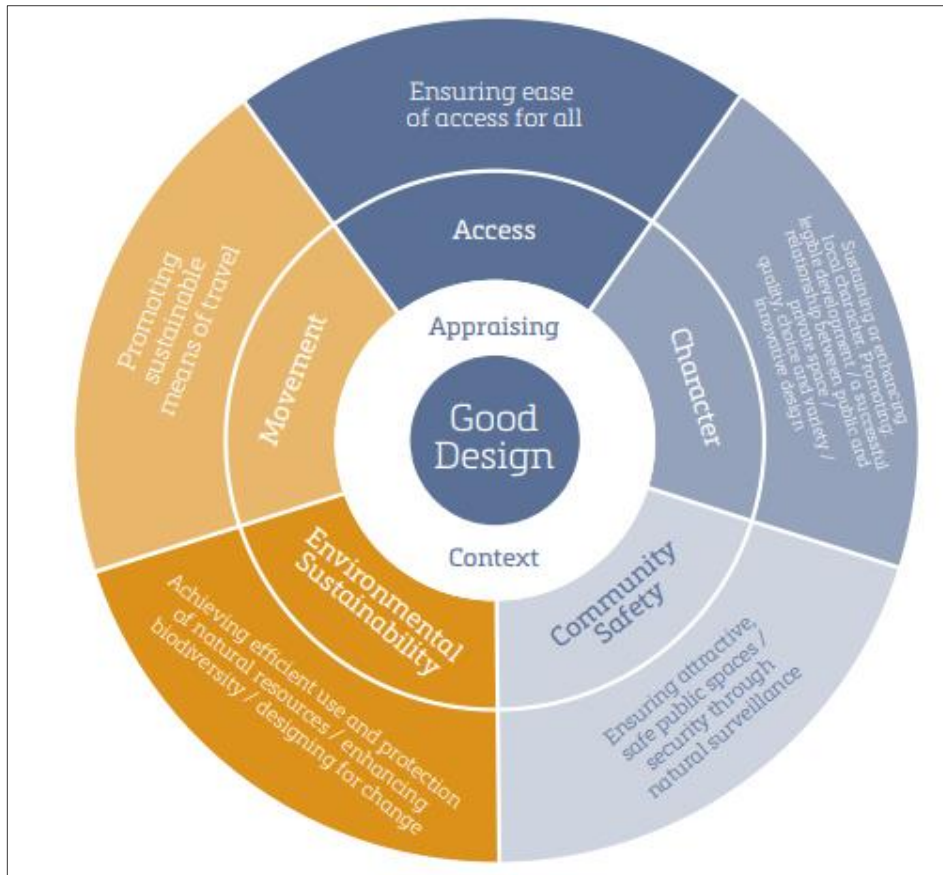 Ensuring ease
of access for all
Access
Sustaining or enhancing
local character. Promoting:
legible development / a successful
relationship between public and
private space /
quality, choice and variety /
innovative design
Character
Community
Safety
Ensuring attractive,
safe public spaces /
security through
natural surveillance
Environmental
Sustainability
Achieving efficient use and protection
of natural resources / enhancing
biodiversity / designing for change
Movement
Promoting
sustainable
means of travel
Appraising
Good
Design
Context